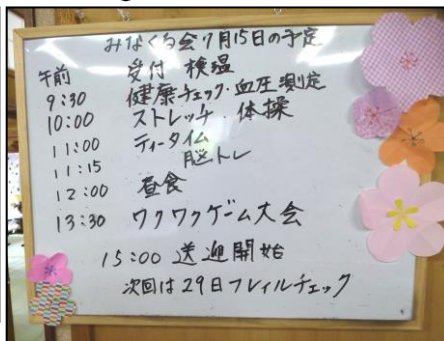 みなくる会7月15日の予定
午前 受付 検温
9:30 健康チェック・血圧測定
10:00 ストレッチ 体操
11:00 ティータイム
11:15 脳トレ
12:00 昼食
13:30 ワクワクゲーム大会
15:00 送迎開始
次回は29日フレイルチェック